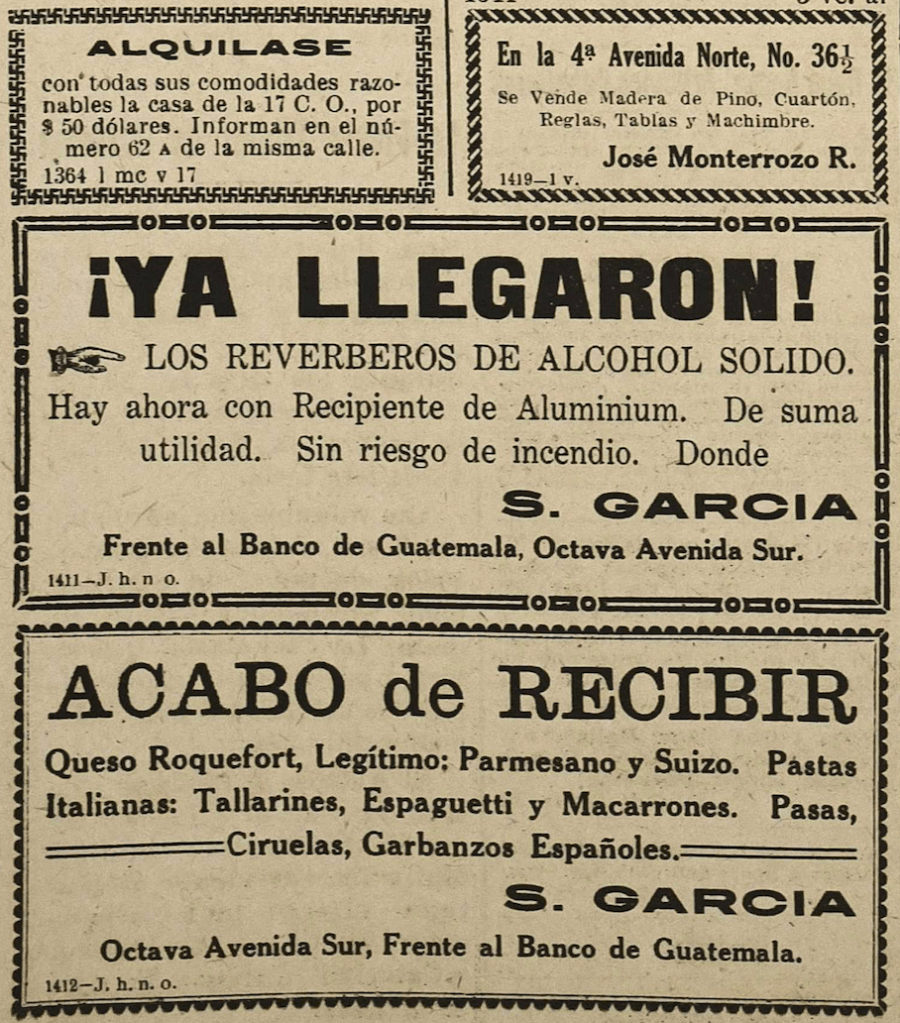 ALQUILASE
con todas sus comodidades razo-
nables la casa de la 17 C. O., por
$ 50 dólares. Informan en el nú-
mero 62 A de la misma calle.
1364 1 mc v 17
En la 4ª Avenida Norte, No. 36½
Se Vende Madera de Pino, Cuartón,
Reglas, Tablas y Machimbre.
José Monterrozo R.
1419—1 v.
¡YA LLEGARON!
LOS REVERBEROS DE ALCOHOL SOLIDO.
Hay ahora con Recipiente de Aluminium. De suma
utilidad. Sin riesgo de incendio. Donde
S. GARCIA
Frente al Banco de Guatemala, Octava Avenida Sur.
1411—J. h. n o.
ACABO de RECIBIR
Queso Roquefort, Legítimo; Parmesano y Suizo. Pastas
Italianas: Tallarines, Espaguetti y Macarrones. Pasas,
Ciruelas, Garbanzos Españoles.
S. GARCIA
Octava Avenida Sur, Frente al Banco de Guatemala.
1412—J. h. n. o.